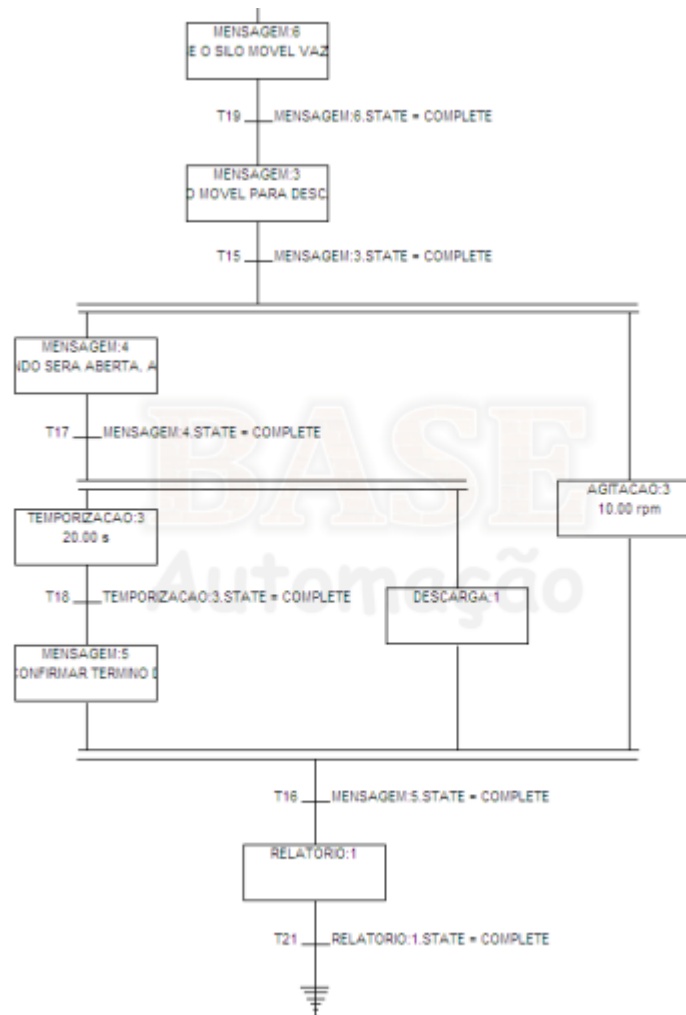 MENSAGEM:6
E O SILO MOVEL VAZ
T19 MENSAGEM:6.STATE = COMPLETE
MENSAGEM:3
O MOVEL PARA DESC
T15 MENSAGEM:3.STATE = COMPLETE
MENSAGEM:4
NDO SERA ABERTA. A
T17 MENSAGEM:4.STATE = COMPLETE
BASE
Automação
AGITACAO:3
10.00 rpm
TEMPORIZACAO:3
20.00 s
T18 TEMPORIZACAO:3.STATE = COMPLETE
DESCARGA:1
MENSAGEM:5
CONFIRMAR TERMINO D
T16 MENSAGEM:5.STATE = COMPLETE
RELATORIO:1
T21 RELATORIO:1.STATE = COMPLETE